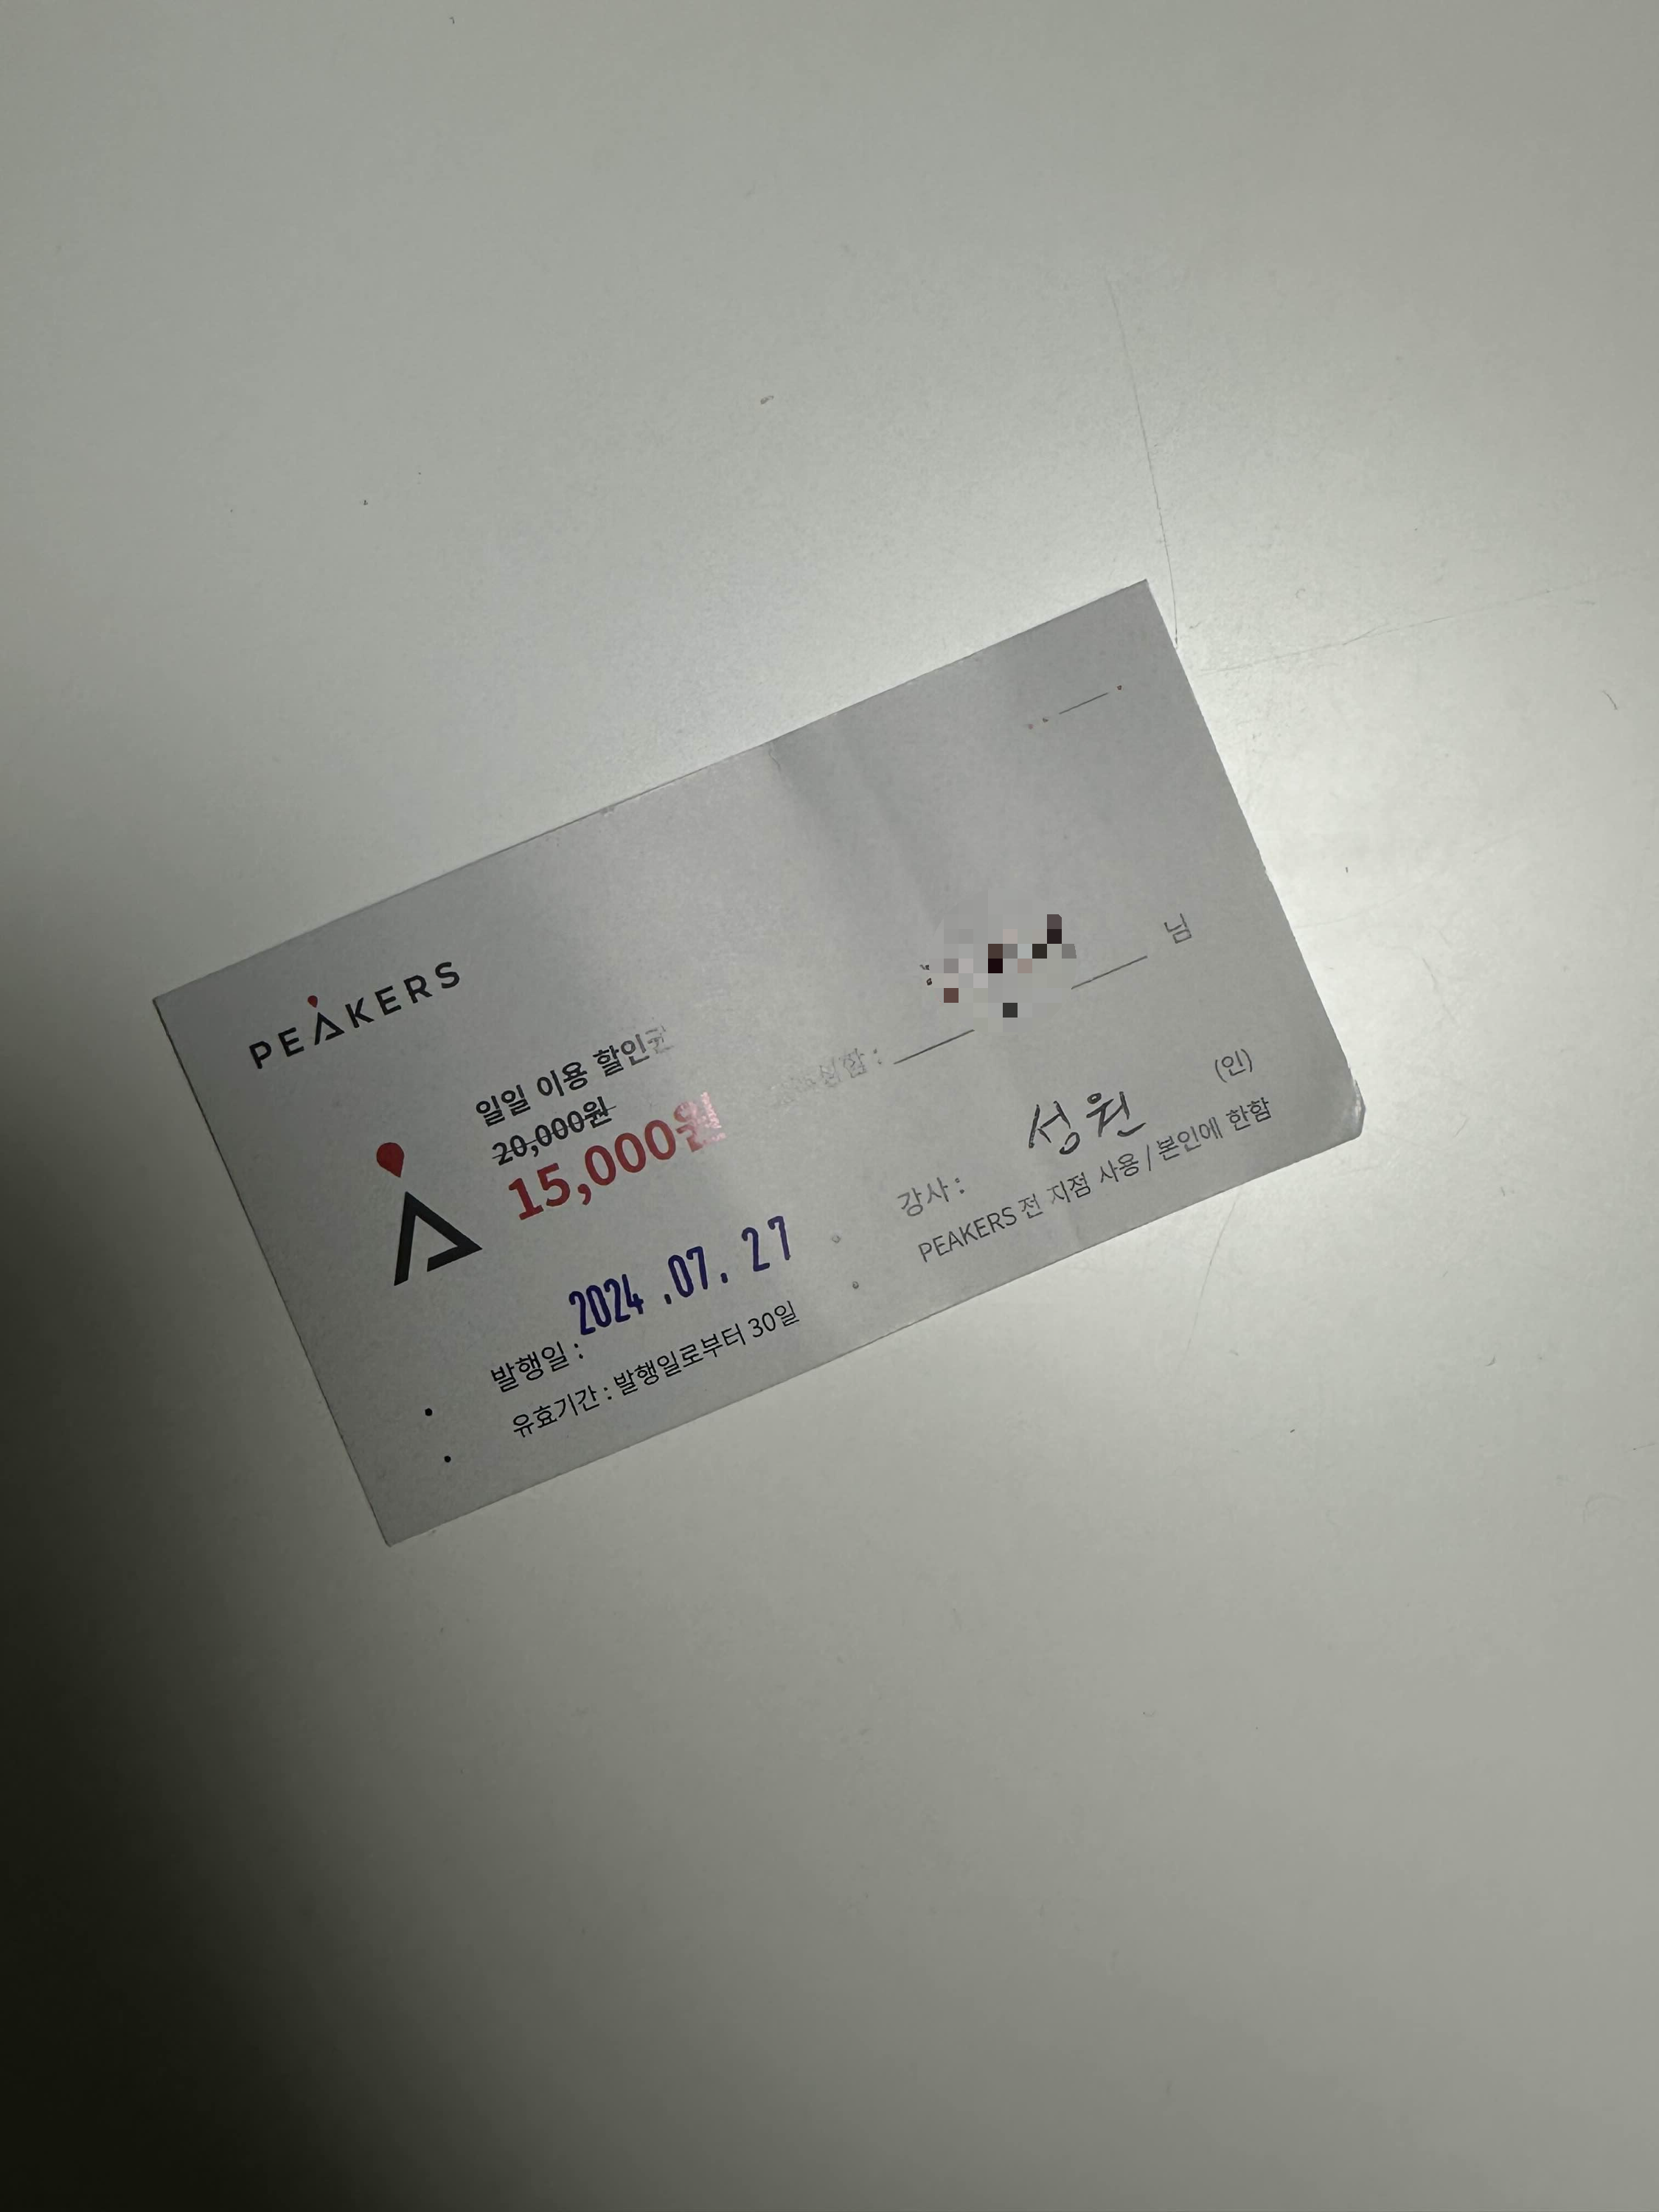 PEAKERS
일일 이용 할인권
20,000원
15,000원
님
발행일 : 2024.07.27
유효기간 : 발행일로부터 30일
강사 : 성원 (인)
PEAKERS 전 지점 사용 / 본인에 한함